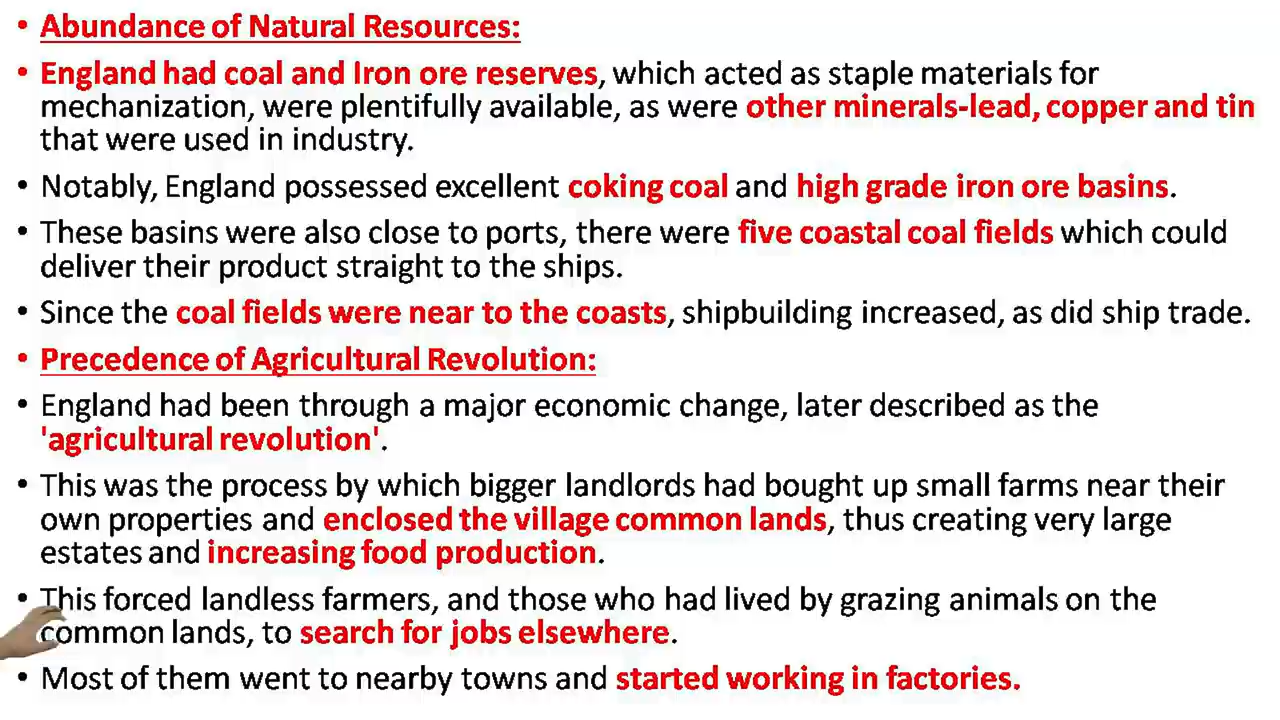 • Abundance of Natural Resources:
• England had coal and Iron ore reserves, which acted as staple materials for
mechanization, were plentifully available, as were other minerals-lead, copper and tin
that were used in industry.
• Notably, England possessed excellent coking coal and high grade iron ore basins.
• These basins were also close to ports, there were five coastal coal fields which could
deliver their product straight to the ships.
• Since the coal fields were near to the coasts, shipbuilding increased, as did ship trade.
• Precedence of Agricultural Revolution:
• England had been through a major economic change, later described as the
'agricultural revolution'.
• This was the process by which bigger landlords had bought up small farms near their
own properties and enclosed the village common lands, thus creating very large
estates and increasing food production.
• This forced landless farmers, and those who had lived by grazing animals on the
common lands, to search for jobs elsewhere.
• Most of them went to nearby towns and started working in factories.